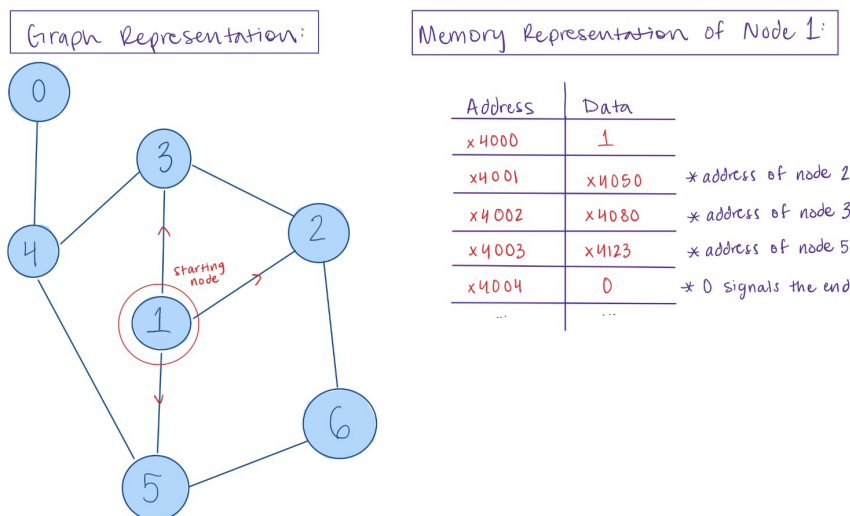 Graph Representation:
0
3
2
4
starting
node
1
6
5
Memory Representation of Node 1:
Address Data
x4000 1
x4001 x4050 * address of node 2
x4002 x4080 * address of node 3
x4003 x4123 * address of node 5
x4004 0 * 0 signals the end
... ...